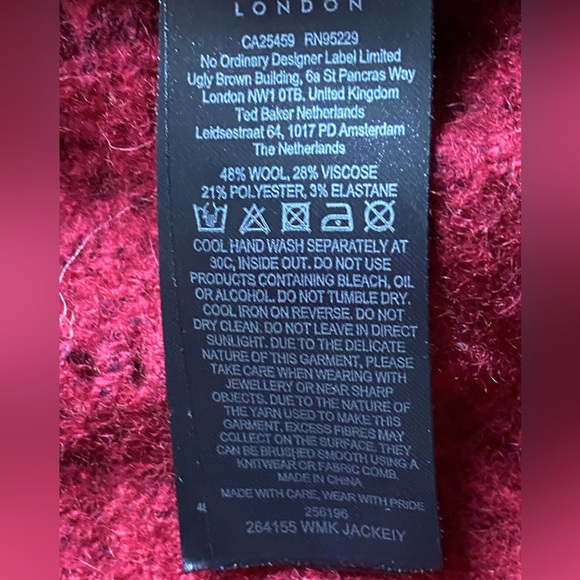 LONDON
CA25459 RN95229
No Ordinary Designer Label Limited
Ugly Brown Building, 6a St Pancras Way
London NW1 0TB. United Kingdom
Ted Baker Netherlands
Leidsestraat 64, 1017 PD Amsterdam
The Netherlands
48% WOOL, 28% VISCOSE
21% POLYESTER, 3% ELASTANE
COOL HAND WASH SEPARATELY AT
30C, INSIDE OUT. DO NOT USE
PRODUCTS CONTAINING BLEACH, OIL
OR ALCOHOL. DO NOT TUMBLE DRY.
COOL IRON ON REVERSE. DO NOT
DRY CLEAN. DO NOT LEAVE IN DIRECT
SUNLIGHT. DUE TO THE DELICATE
NATURE OF THIS GARMENT, PLEASE
TAKE CARE WHEN WEARING WITH
JEWELLERY OR NEAR SHARP
OBJECTS. DUE TO THE NATURE OF
THE YARN USED TO MAKE THIS
GARMENT, EXCESS FIBRES MAY
COLLECT ON THE SURFACE. THEY
CAN BE BRUSHED SMOOTH USING A
KNITWEAR OR FABRIC COMB.
MADE IN CHINA
MADE WITH CARE, WEAR WITH PRIDE
256196
264155 WMK JACKEIY